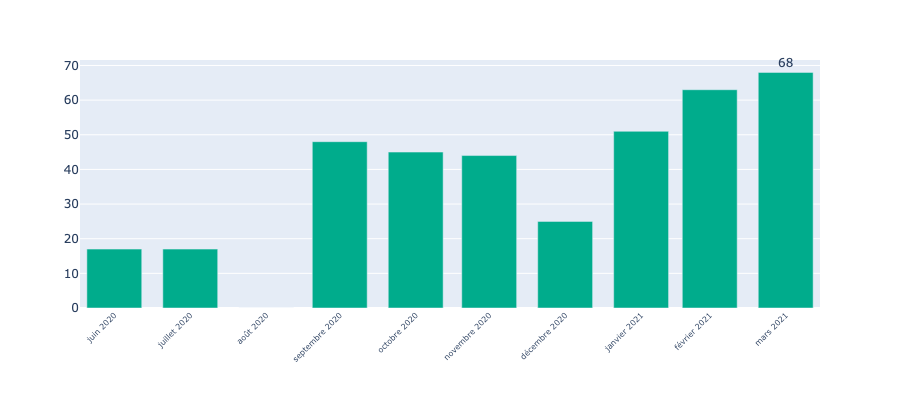 68
70
60
50
40
30
20
10
0
juin 2020
juillet 2020
août 2020
septembre 2020
octobre 2020
novembre 2020
décembre 2020
janvier 2021
février 2021
mars 2021